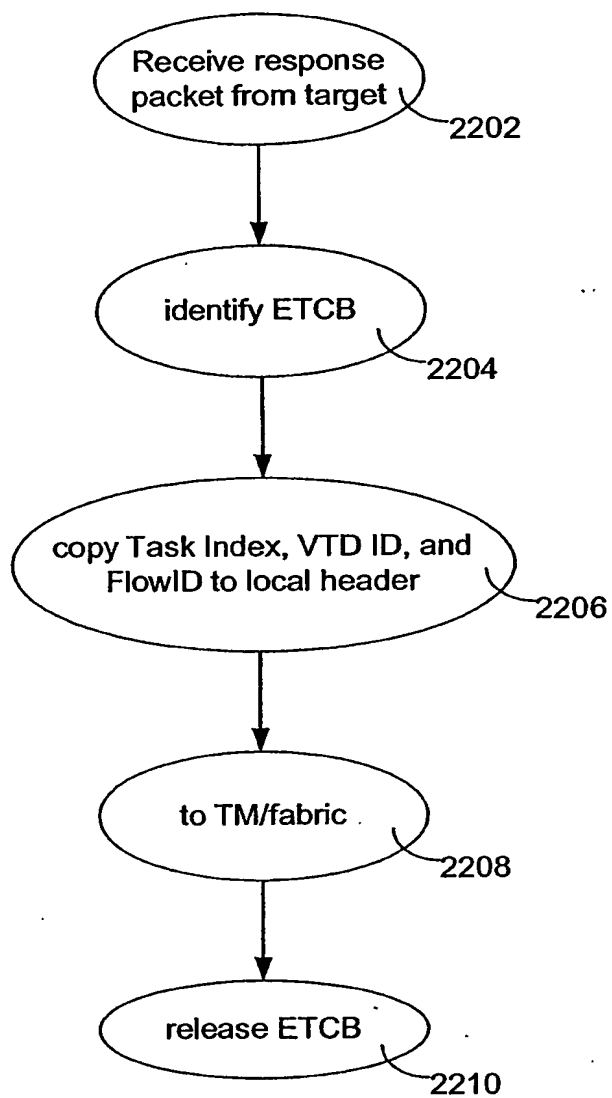 Receive response
packet from target
2202
identify ETCB
2204
copy Task Index, VTD ID, and
FlowID to local header
2206
to TM/fabric
2208
release ETCB
2210